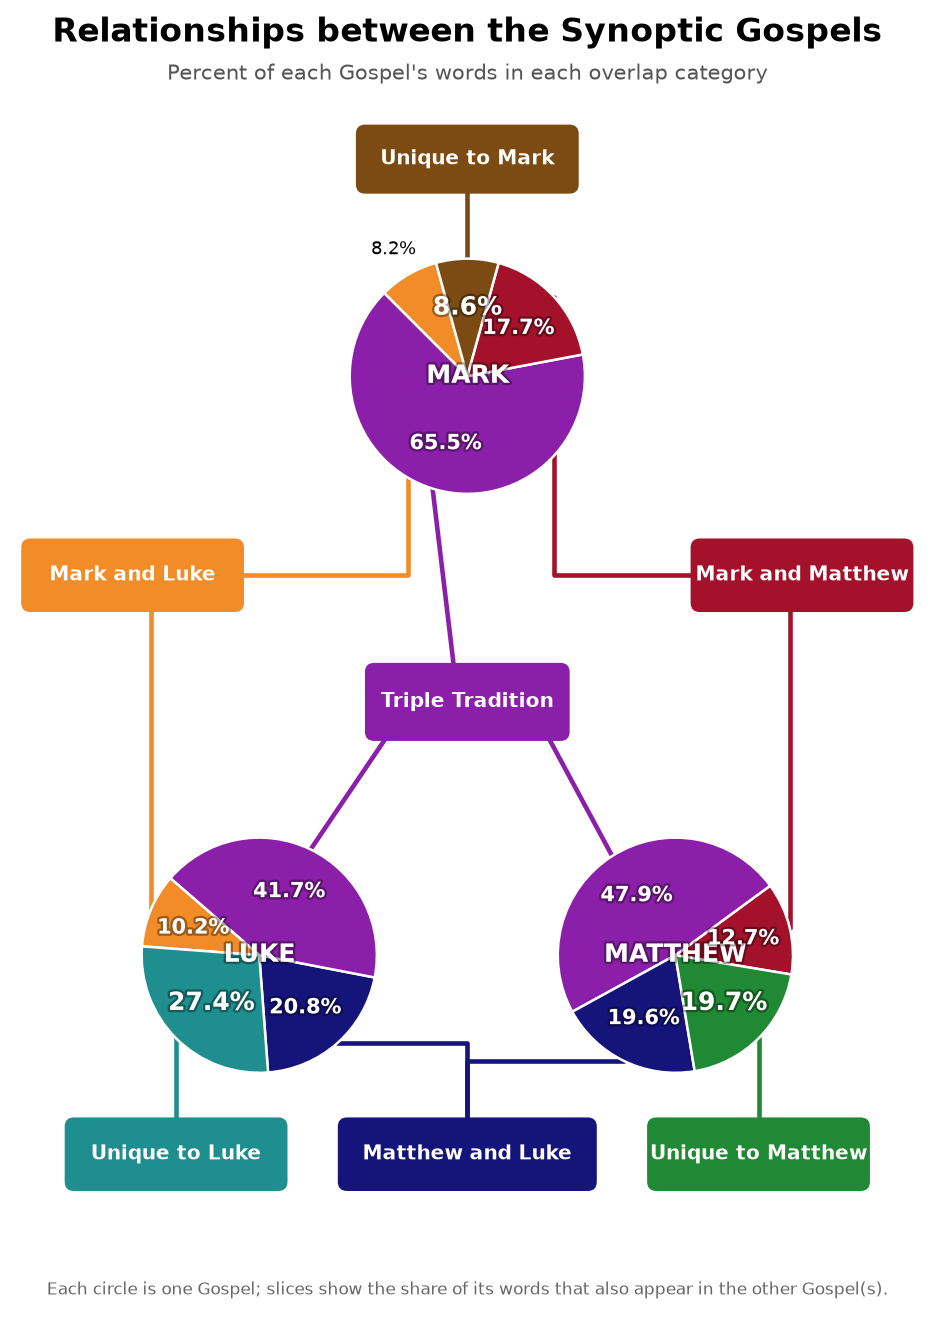 Relationships between the Synoptic Gospels
Percent of each Gospel's words in each overlap category
Unique to Mark
8.2%
8.6%
17.7%
MARK
65.5%
Mark and Luke
Mark and Matthew
Triple Tradition
41.7%
10.2%
LUKE
27.4%
20.8%
47.9%
12.7%
MATTHEW
19.6%
19.7%
Unique to Luke
Matthew and Luke
Unique to Matthew
Each circle is one Gospel; slices show the share of its words that also appear in the other Gospel(s).